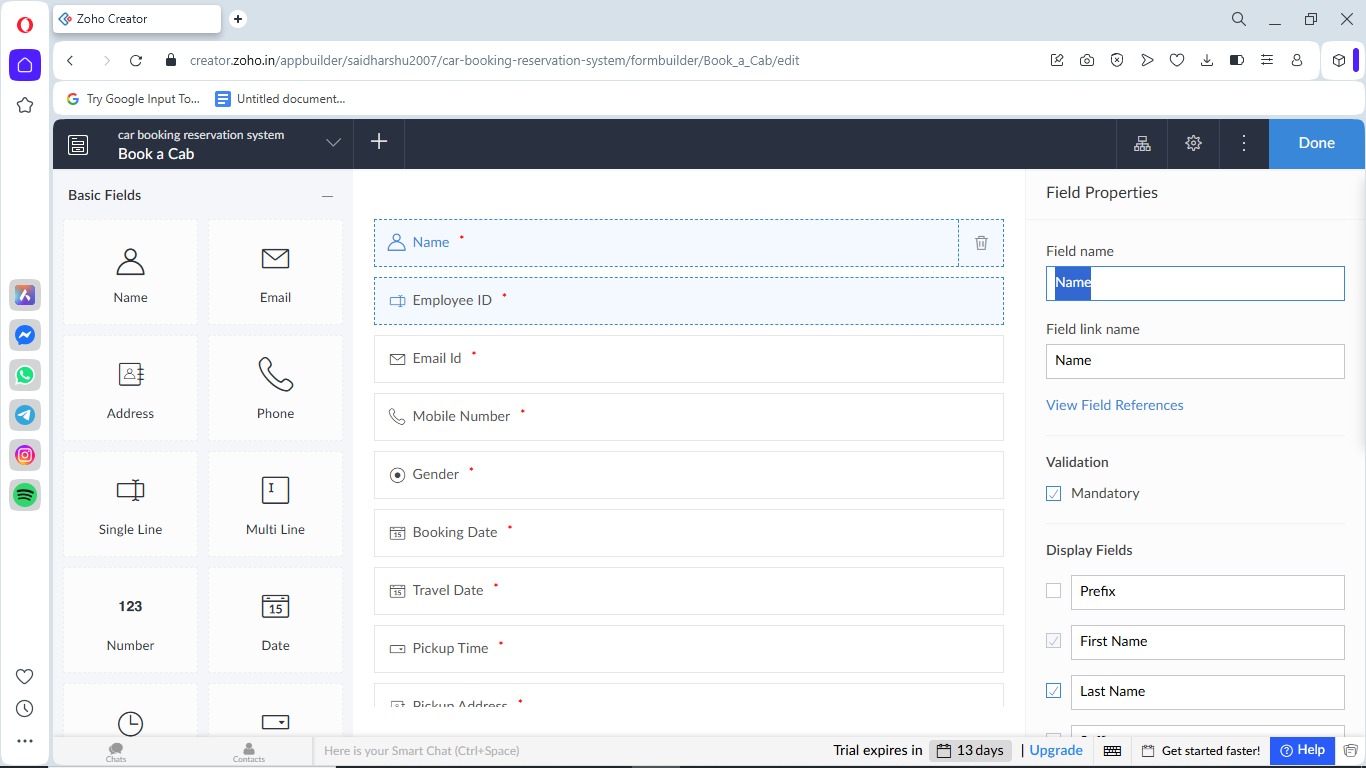 Zoho Creator
creator.zoho.in/appbuilder/saidharshu2007/car-booking-reservation-system/formbuilder/Book_a_Cab/edit
Try Google Input To...
Untitled document...
car booking reservation system
Book a Cab
Done
Basic Fields
Name
Email
Address
Phone
Single Line
Multi Line
123
Number
15
Date
Name *
Employee ID *
Email Id *
Mobile Number *
Gender *
15 Booking Date *
15 Travel Date *
Pickup Time *
Pickup Address *
Field Properties
Field name
Name
Field link name
Name
View Field References
Validation
Mandatory
Display Fields
Prefix
First Name
Last Name
Chats
Contacts
Here is your Smart Chat (Ctrl+Space)
Trial expires in 13 days | Upgrade
Get started faster!
Help